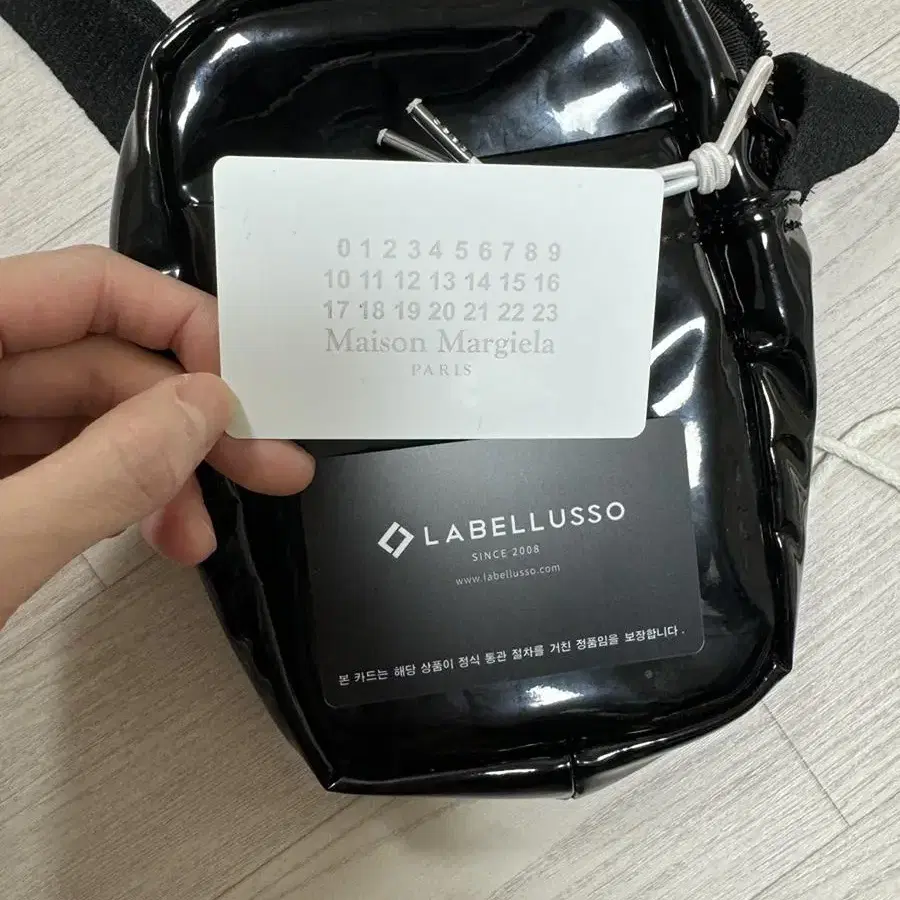 0 1 2 3 4 5 6 7 8 9
10 11 12 13 14 15 16
17 18 19 20 21 22 23
Maison Margiela
PARIS
LABELLUSSO
SINCE 2008
www.labellusso.com
본 카드는 해당 상품이 정식 통관 절차를 거친 정품임을 보장합니다.